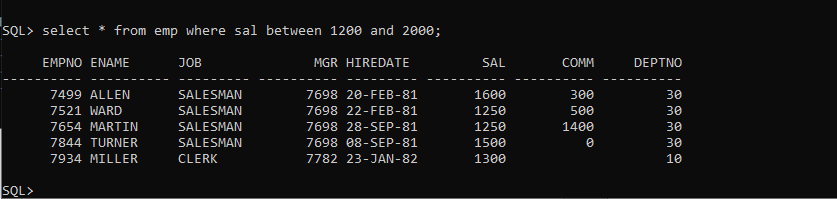 SQL> select * from emp where sal between 1200 and 2000;
     EMPNO ENAME      JOB              MGR HIREDATE         SAL       COMM     DEPTNO
---------- ---------- --------- ---------- --------- ---------- ---------- ----------
      7499 ALLEN      SALESMAN        7698 20-FEB-81       1600        300         30
      7521 WARD       SALESMAN        7698 22-FEB-81       1250        500         30
      7654 MARTIN     SALESMAN        7698 28-SEP-81       1250       1400         30
      7844 TURNER     SALESMAN        7698 08-SEP-81       1500          0         30
      7934 MILLER     CLERK           7782 23-JAN-82       1300                    10
SQL>